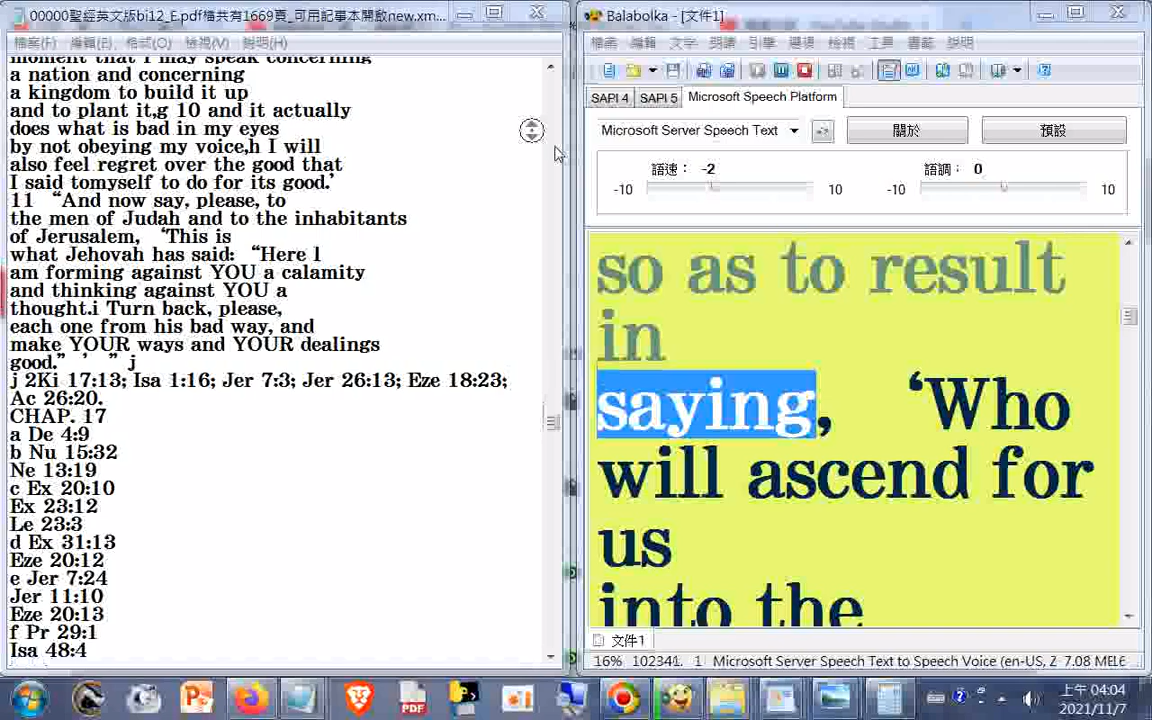 00000聖經英文版bi12_E.pdf檔共有1669頁_可用記事本開啟new.xm...
檔案(F) 編輯(E) 格式(O) 檢視(V) 說明(H)
moment that I may speak concerning
a nation and concerning
a kingdom to build it up
and to plant it,g 10 and it actually
does what is bad in my eyes
by not obeying my voice,h I will
also feel regret over the good that
I said tomyself to do for its good.’
11 “And now say, please, to
the men of Judah and to the inhabitants
of Jerusalem, ‘This is
what Jehovah has said: “Here I
am forming against YOU a calamity
and thinking against YOU a
thought.i Turn back, please,
each one from his bad way, and
make YOUR ways and YOUR dealings
good.” ’ ”j
j 2Ki 17:13; Isa 1:16; Jer 7:3; Jer 26:13; Eze 18:23;
Ac 26:20.
CHAP. 17
a De 4:9
b Nu 15:32
Ne 13:19
c Ex 20:10
Ex 23:12
Le 23:3
d Ex 31:13
Eze 20:12
e Jer 7:24
Jer 11:10
Eze 20:13
f Pr 29:1
Isa 48:4
Balabolka - [文件1]
檔案 編輯 文字 朗讀 引擎 選項 檢視 工具 書籤 說明
SAPI 4 SAPI 5 Microsoft Speech Platform
Microsoft Server Speech Text 關於 預設
語速： -2 語調： 0
-10 10 -10 10
so as to result
in
saying, ‘Who
will ascend for
us
into the
文件1
16% 102341. 1 Microsoft Server Speech Text to Speech Voice (en-US, Z 7.08 МБ
PDF
上午 04:04
2021/11/7